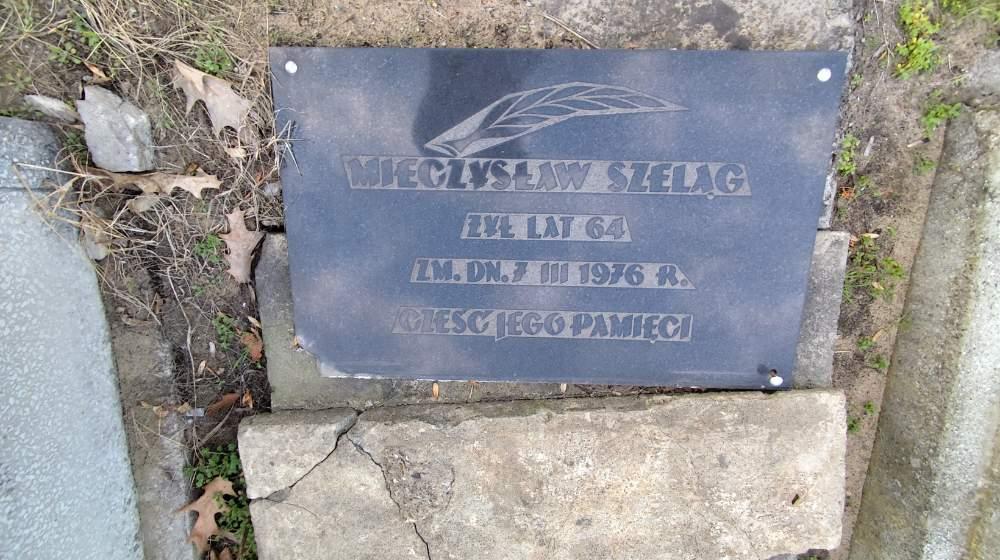 MIECZYSŁAW SZELĄG
ŻYŁ LAT 64
ZM. DN. 7 III 1976 R.
CZEŚĆ JEGO PAMIĘCI